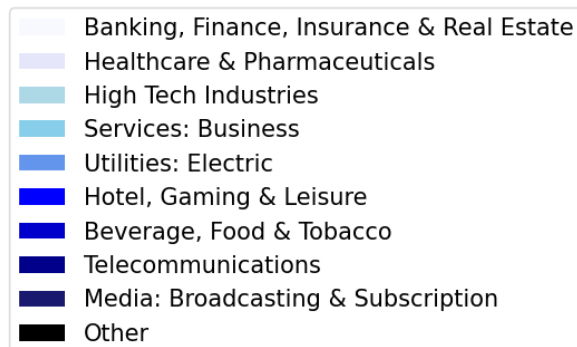 Banking, Finance, Insurance & Real Estate
Healthcare & Pharmaceuticals
High Tech Industries
Services: Business
Utilities: Electric
Hotel, Gaming & Leisure
Beverage, Food & Tobacco
Telecommunications
Media: Broadcasting & Subscription
Other